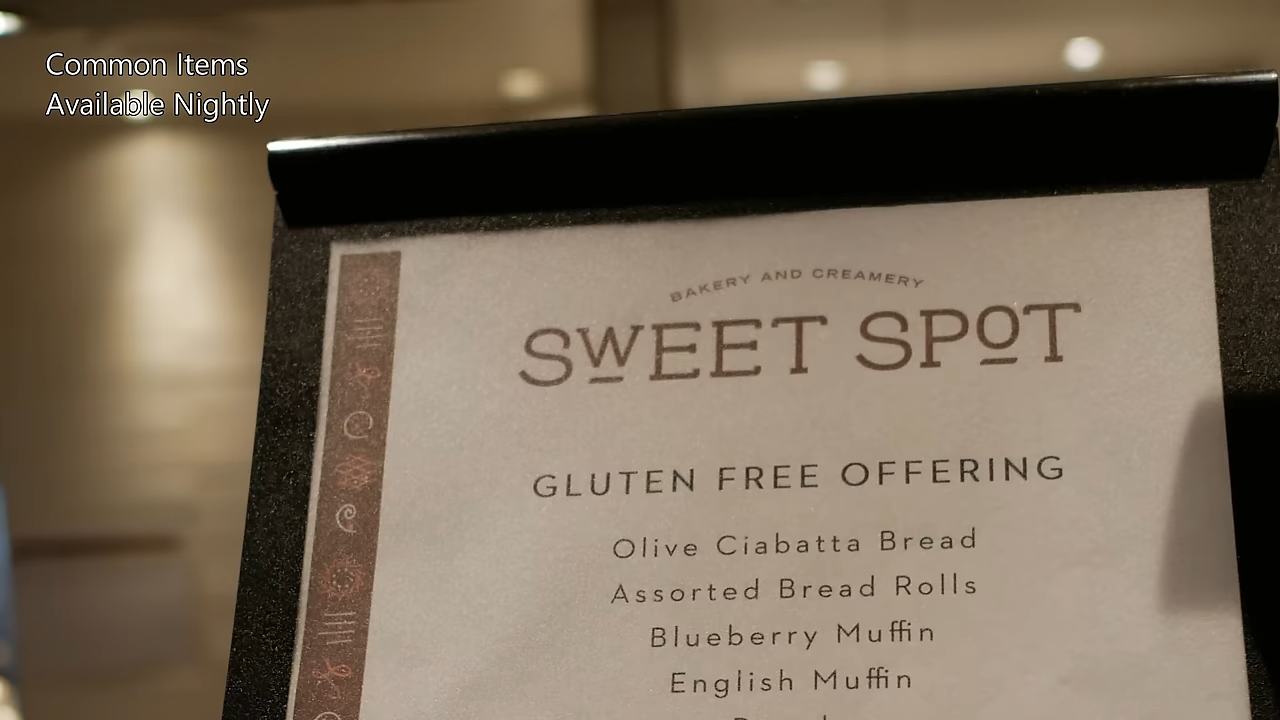 Common Items
Available Nightly
BAKERY AND CREAMERY
SWEET SPOT
GLUTEN FREE OFFERING
Olive Ciabatta Bread
Assorted Bread Rolls
Blueberry Muffin
English Muffin